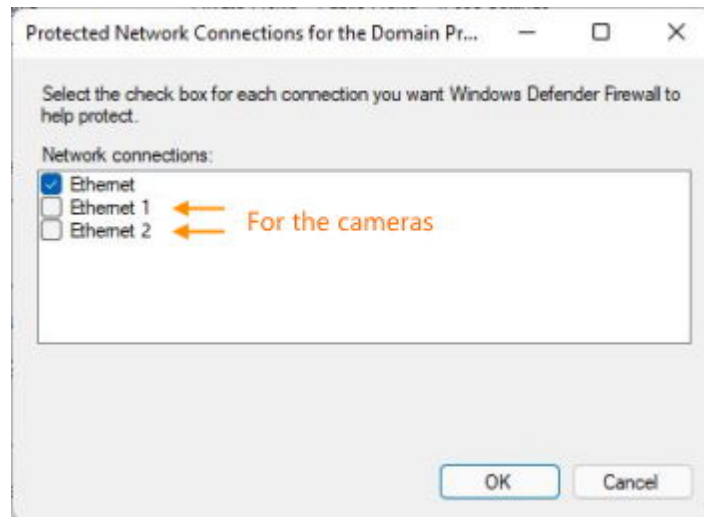 Protected Network Connections for the Domain Pr...
Select the check box for each connection you want Windows Defender Firewall to
help protect.
Network connections:
Ethernet
Ethernet 1
For the cameras
Ethernet 2
OK
Cancel